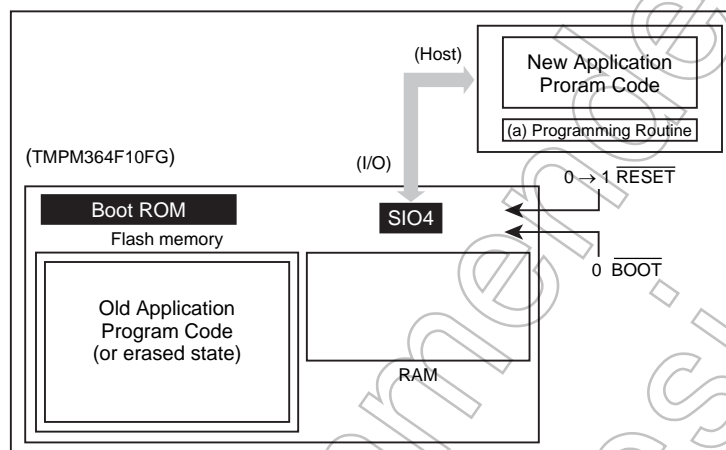 (Host)
New Application
Proram Code
(a) Programming Routine
(TMPM364F10FG)
(I/O)
0 → 1 RESET
Boot ROM
SIO4
Flash memory
0 BOOT
Old Application
Program Code
(or erased state)
RAM